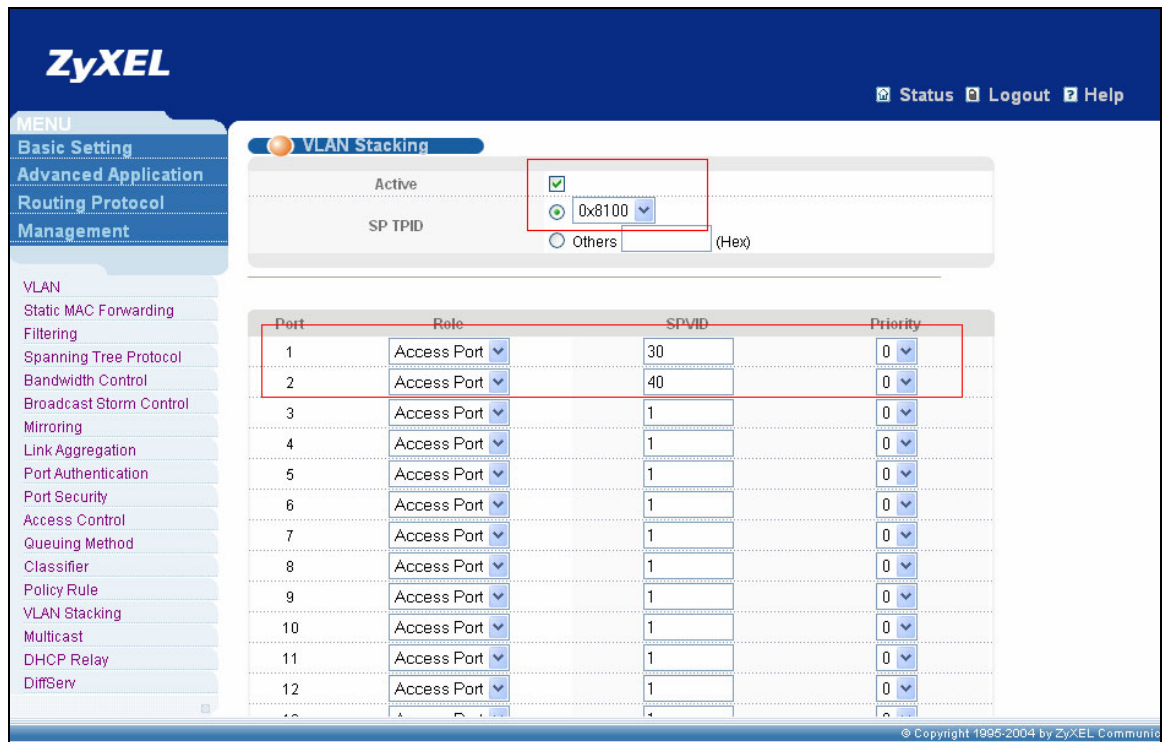 ZyXEL
Status Logout Help
MENU
Basic Setting
Advanced Application
Routing Protocol
Management
VLAN
Static MAC Forwarding
Filtering
Spanning Tree Protocol
Bandwidth Control
Broadcast Storm Control
Mirroring
Link Aggregation
Port Authentication
Port Security
Access Control
Queuing Method
Classifier
Policy Rule
VLAN Stacking
Multicast
DHCP Relay
DiffServ
VLAN Stacking
Active
SP TPID 0x8100
Others (Hex)
Port Role SPVID Priority
1 Access Port 30 0
2 Access Port 40 0
3 Access Port 1 0
4 Access Port 1 0
5 Access Port 1 0
6 Access Port 1 0
7 Access Port 1 0
8 Access Port 1 0
9 Access Port 1 0
10 Access Port 1 0
11 Access Port 1 0
12 Access Port 1 0
© Copyright 1995-2004 by ZyXEL Communic